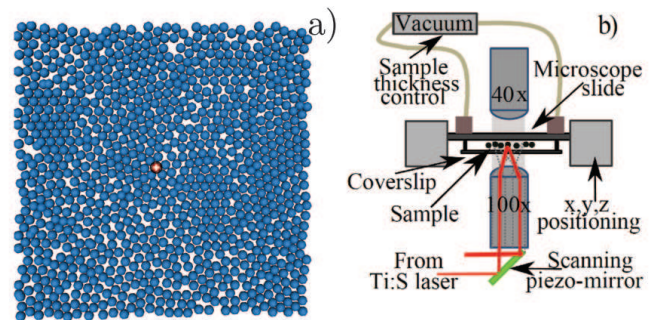 a)
b)
Vacuum
Sample
thickness
control
40x
Microscope
slide
Coverslip
Sample
100x
x,y,z
positioning
From
Ti:S laser
Scanning
piezo-mirror